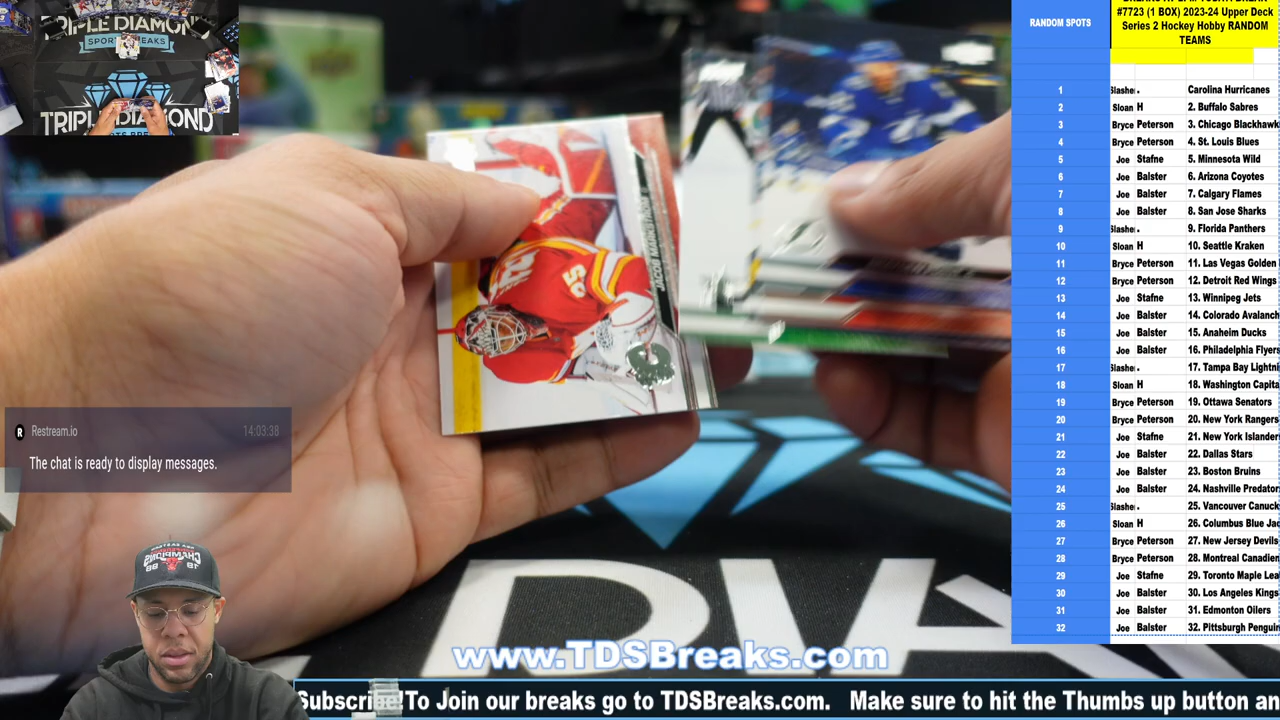 TRIPLE DIAMOND
SPORTS BREAKS
TRIPLE DIAMOND
RANDOM SPOTS
#7723 (1 BOX) 2023-24 Upper Deck
Series 2 Hockey Hobby RANDOM
TEAMS
1 Slashe . Carolina Hurricanes
2 Sloan H 2. Buffalo Sabres
3 Bryce Peterson 3. Chicago Blackhawk
4 Bryce Peterson 4. St. Louis Blues
5 Joe Stafne 5. Minnesota Wild
6 Joe Balster 6. Arizona Coyotes
7 Joe Balster 7. Calgary Flames
8 Joe Balster 8. San Jose Sharks
9 Slashe . 9. Florida Panthers
10 Sloan H 10. Seattle Kraken
11 Bryce Peterson 11. Las Vegas Golden
12 Bryce Peterson 12. Detroit Red Wings
13 Joe Stafne 13. Winnipeg Jets
14 Joe Balster 14. Colorado Avalanch
15 Joe Balster 15. Anaheim Ducks
16 Joe Balster 16. Philadelphia Flyers
17 Slashe . 17. Tampa Bay Lightni
18 Sloan H 18. Washington Capita
19 Bryce Peterson 19. Ottawa Senators
20 Bryce Peterson 20. New York Rangers
21 Joe Stafne 21. New York Islander
22 Joe Balster 22. Dallas Stars
23 Joe Balster 23. Boston Bruins
24 Joe Balster 24. Nashville Predator
25 Slashe . 25. Vancouver Canuck
26 Sloan H 26. Columbus Blue Jac
27 Bryce Peterson 27. New Jersey Devils
28 Bryce Peterson 28. Montreal Canadien
29 Joe Stafne 29. Toronto Maple Lea
30 Joe Balster 30. Los Angeles Kings
31 Joe Balster 31. Edmonton Oilers
32 Joe Balster 32. Pittsburgh Penguin
JACOB MARKSTROM
Restream.io 14:03:38
The chat is ready to display messages.
CHAMPIONS
www.TDSBreaks.com
Subscribe! To Join our breaks go to TDSBreaks.com. Make sure to hit the Thumbs up button an